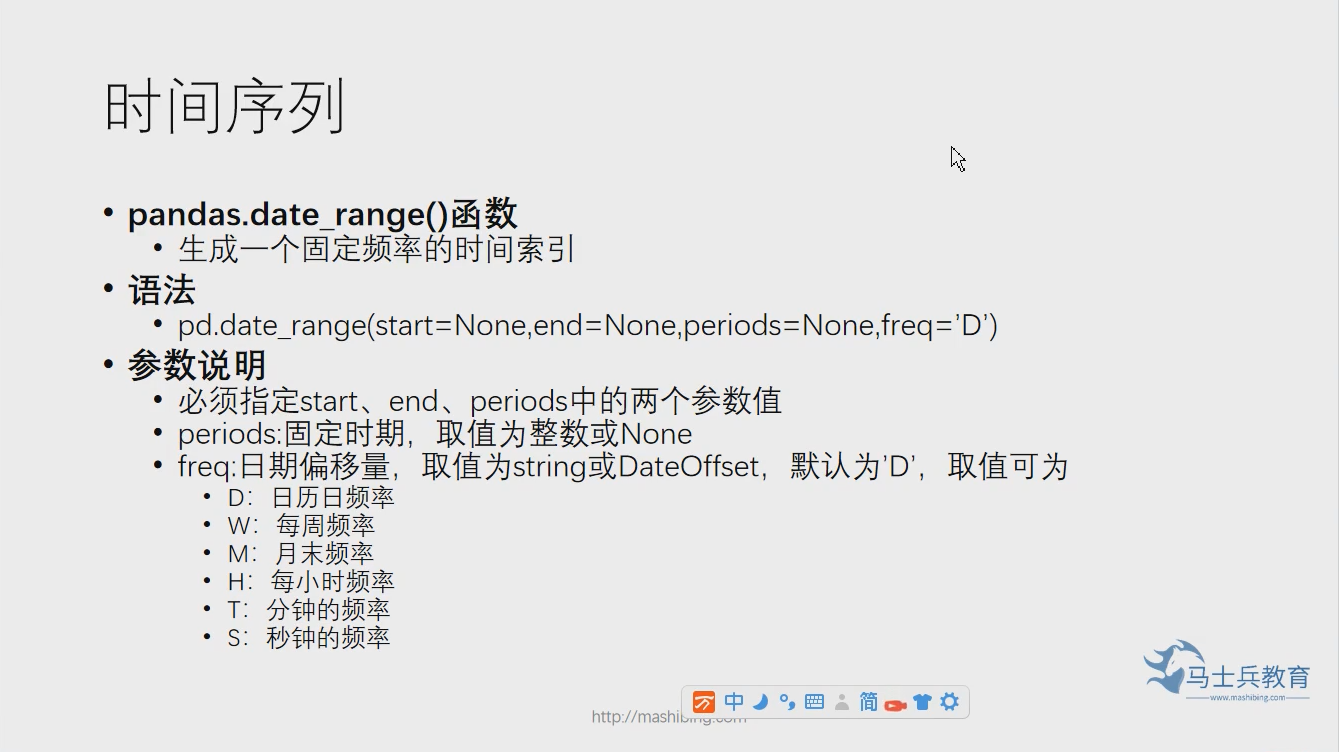 时间序列
• pandas.date_range()函数
• 生成一个固定频率的时间索引
• 语法
• pd.date_range(start=None,end=None,periods=None,freq=’D’)
• 参数说明
• 必须指定start、end、periods中的两个参数值
• periods:固定时期，取值为整数或None
• freq:日期偏移量，取值为string或DateOffset，默认为’D’，取值可为
• D：日历日频率
• W：每周频率
• M：月末频率
• H：每小时频率
• T：分钟的频率
• S：秒钟的频率
马士兵教育
www.mashibing.com
中 简
http://mashibing.com